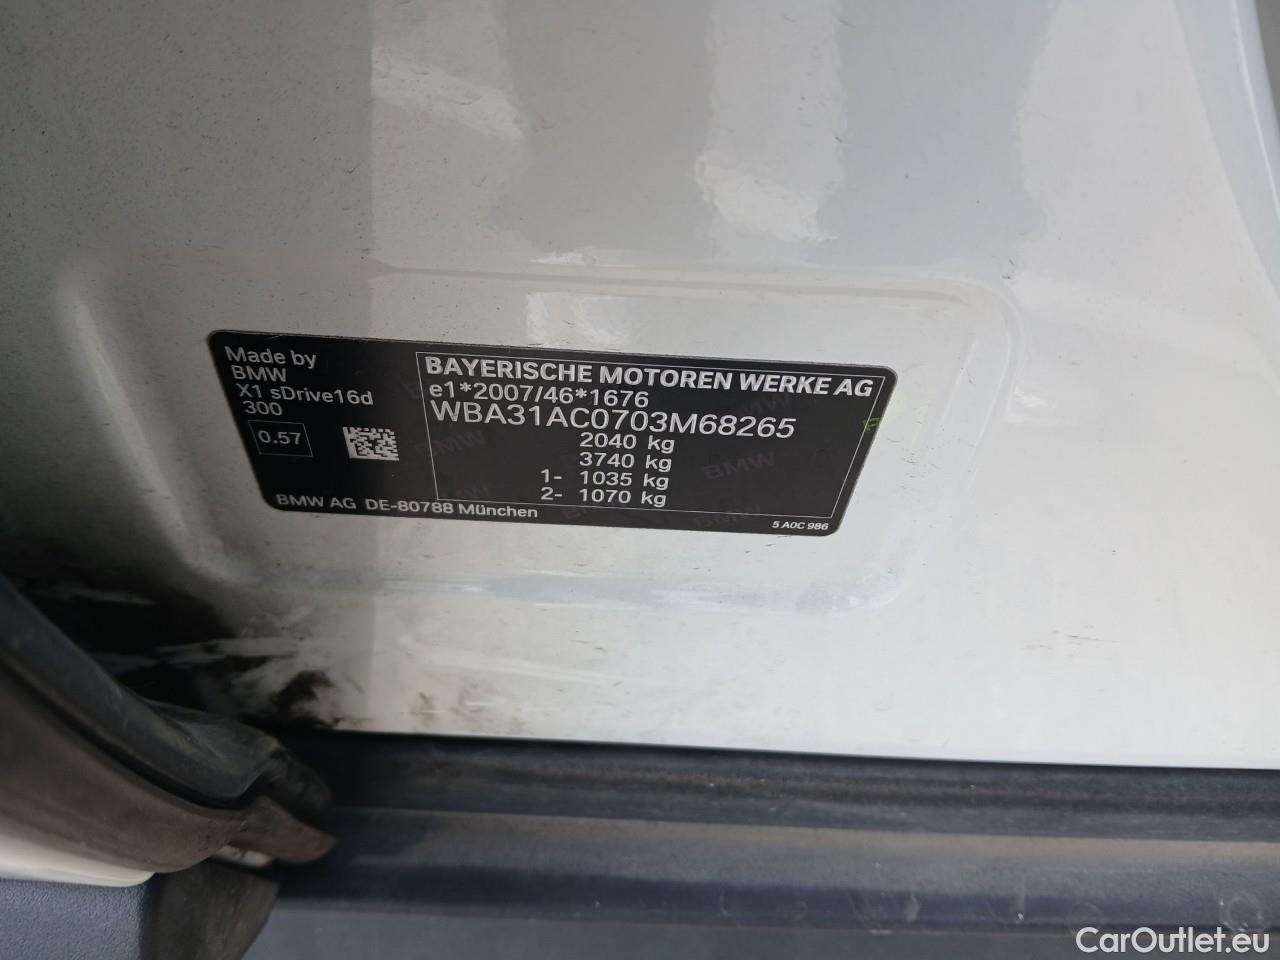 Made by
BMW
X1 sDrive16d
300
0.57
BMW AG DE-80788 München
BAYERISCHE MOTOREN WERKE AG
e1*2007/46*1676
WBA31AC0703M68265
2040 kg
3740 kg
1- 1035 kg
2- 1070 kg
5 A0C 986
CarOutlet.eu